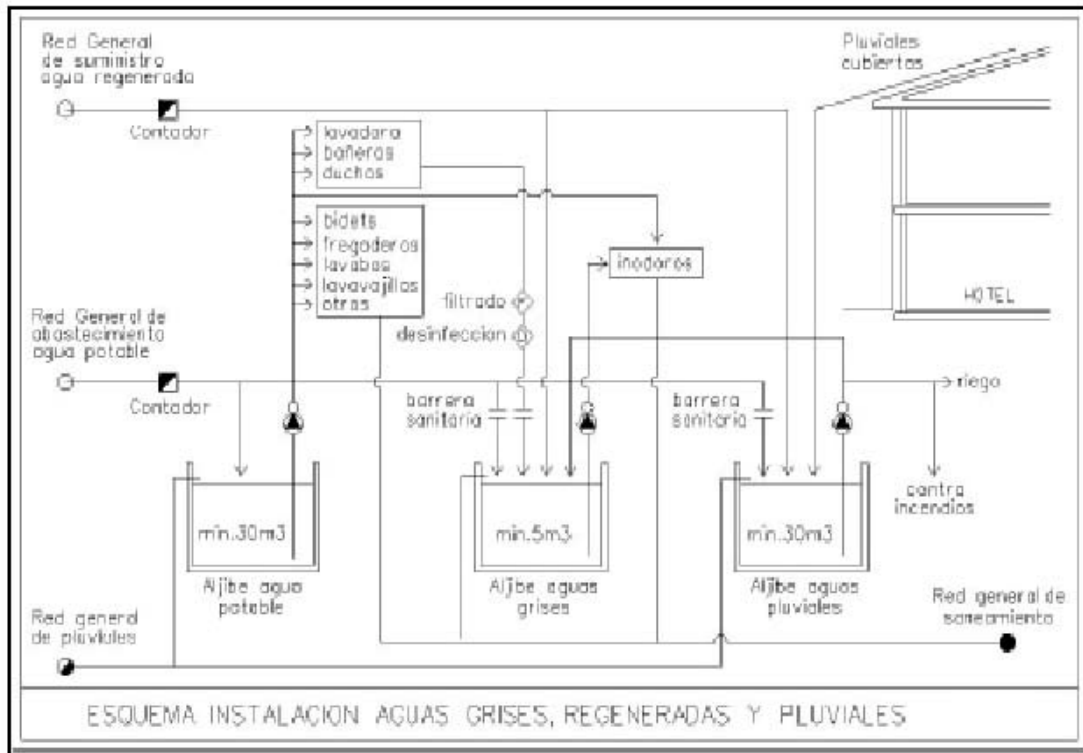 Red General
de suministro
agua regenerada
Contador
Pluviales
cubiertas
lavadora
bañeras
duchas
bidets
fregaderos
lavabos
lavavajillas
otros
inodoros
HOTEL
filtrado
desinfeccion
Red General de
abastecimiento
agua potable
Contador
barrera
sanitaria
barrera
sanitaria
riego
contra
incendios
min.30m3
min.5m3
min.30m3
Aljibe agua
potable
Aljibe aguas
grises
Aljibe aguas
pluviales
Red general
de pluviales
Red general de
saneamiento
ESQUEMA INSTALACION AGUAS GRISES, REGENERADAS Y PLUVIALES